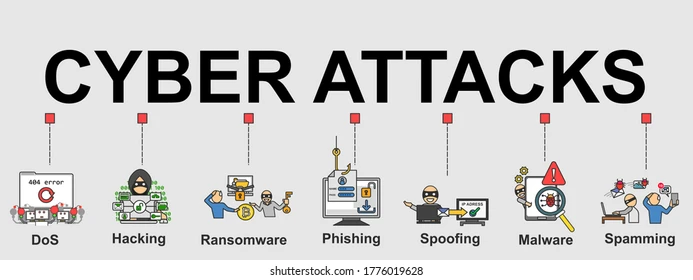 CYBER ATTACKS
404 error
IP ADRESS
DoS
Hacking
Ransomware
Phishing
Spoofing
Malware
Spamming
shutterstock.com · 1776019628